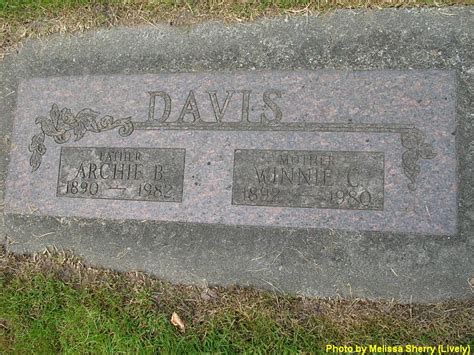 DAVIS
FATHER
ARCHIE B.
1890 — 1982
MOTHER
WINNIE C.
— 1980
Photo by Melissa Sherry (Lively)